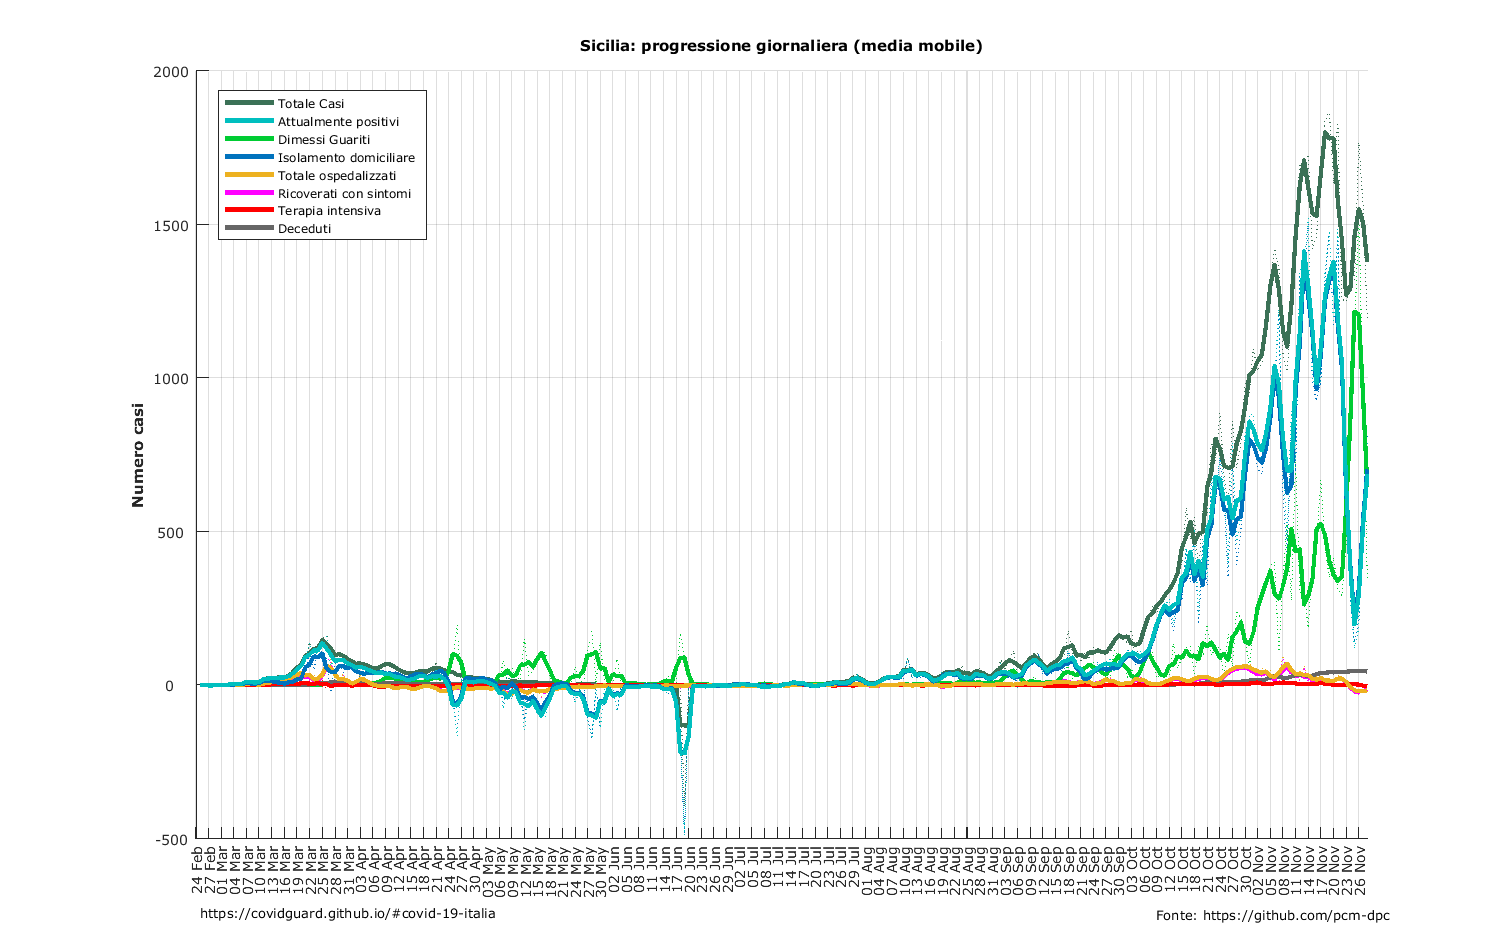 Sicilia: progressione giornaliera (media mobile)
2000
1500
1000
500
0
-500
Numero casi
Totale Casi
Attualmente positivi
Dimessi Guariti
Isolamento domiciliare
Totale ospedalizzati
Ricoverati con sintomi
Terapia intensiva
Deceduti
24 Feb
27 Feb
01 Mar
04 Mar
07 Mar
10 Mar
13 Mar
16 Mar
19 Mar
22 Mar
25 Mar
28 Mar
31 Mar
03 Apr
06 Apr
09 Apr
12 Apr
15 Apr
18 Apr
21 Apr
24 Apr
27 Apr
30 Apr
03 May
06 May
09 May
12 May
15 May
18 May
21 May
24 May
27 May
30 May
02 Jun
05 Jun
08 Jun
11 Jun
14 Jun
17 Jun
20 Jun
23 Jun
26 Jun
29 Jun
02 Jul
05 Jul
08 Jul
11 Jul
14 Jul
17 Jul
20 Jul
23 Jul
26 Jul
29 Jul
01 Aug
04 Aug
07 Aug
10 Aug
13 Aug
16 Aug
19 Aug
22 Aug
25 Aug
28 Aug
31 Aug
03 Sep
06 Sep
09 Sep
12 Sep
15 Sep
18 Sep
21 Sep
24 Sep
27 Sep
30 Sep
03 Oct
06 Oct
09 Oct
12 Oct
15 Oct
18 Oct
21 Oct
24 Oct
27 Oct
30 Oct
02 Nov
05 Nov
08 Nov
11 Nov
14 Nov
17 Nov
20 Nov
23 Nov
26 Nov
https://covidguard.github.io/#covid-19-italia
Fonte: https://github.com/pcm-dpc